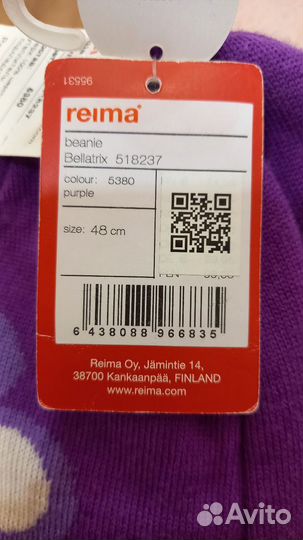 95531
reima®
beanie
Bellatrix 518237
colour: 5380
purple
size: 48 cm
6 438088 966835
Reima Oy, Jämintie 14,
38700 Kankaanpää, FINLAND
www.reima.com
Avito